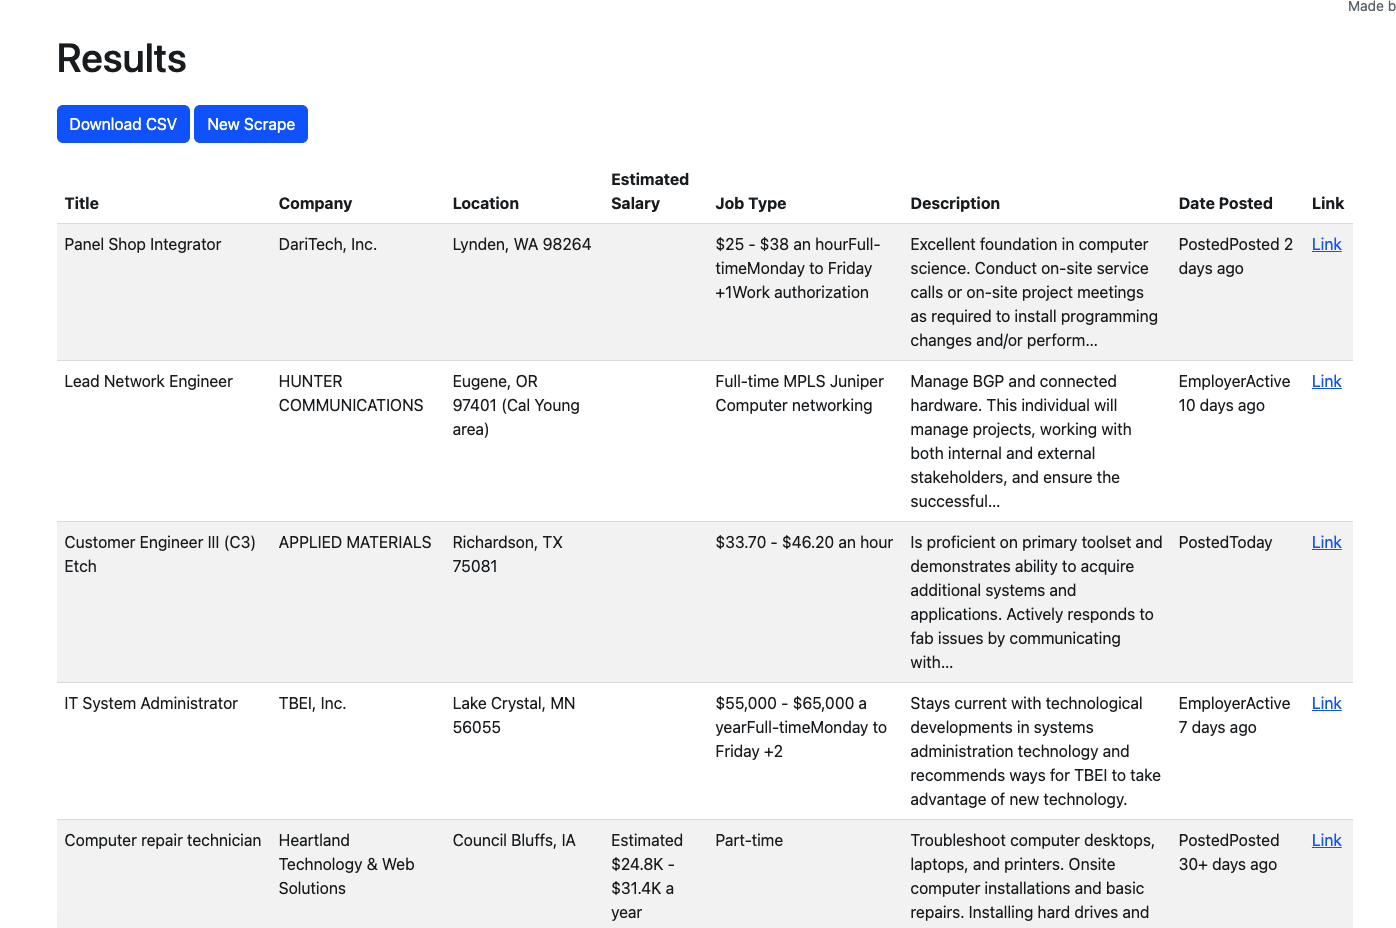 Made b
Results
Download CSV New Scrape
Title Company Location Estimated Salary Job Type Description Date Posted Link
Panel Shop Integrator DariTech, Inc. Lynden, WA 98264 $25 - $38 an hourFull- Excellent foundation in computer PostedPosted 2 Link
timeMonday to Friday science. Conduct on-site service days ago
+1Work authorization calls or on-site project meetings
as required to install programming
changes and/or perform...
Lead Network Engineer HUNTER Eugene, OR Full-time MPLS Juniper Manage BGP and connected EmployerActive Link
COMMUNICATIONS 97401 (Cal Young Computer networking hardware. This individual will 10 days ago
area) manage projects, working with
both internal and external
stakeholders, and ensure the
successful...
Customer Engineer III (C3) APPLIED MATERIALS Richardson, TX $33.70 - $46.20 an hour Is proficient on primary toolset and PostedToday Link
Etch 75081 demonstrates ability to acquire
additional systems and
applications. Actively responds to
fab issues by communicating
with...
IT System Administrator TBEI, Inc. Lake Crystal, MN $55,000 - $65,000 a Stays current with technological EmployerActive Link
56055 yearFull-timeMonday to developments in systems 7 days ago
Friday +2 administration technology and
recommends ways for TBEI to take
advantage of new technology.
Computer repair technician Heartland Council Bluffs, IA Estimated Part-time Troubleshoot computer desktops, PostedPosted Link
Technology & Web $24.8K - laptops, and printers. Onsite 30+ days ago
Solutions $31.4K a computer installations and basic
year repairs. Installing hard drives and